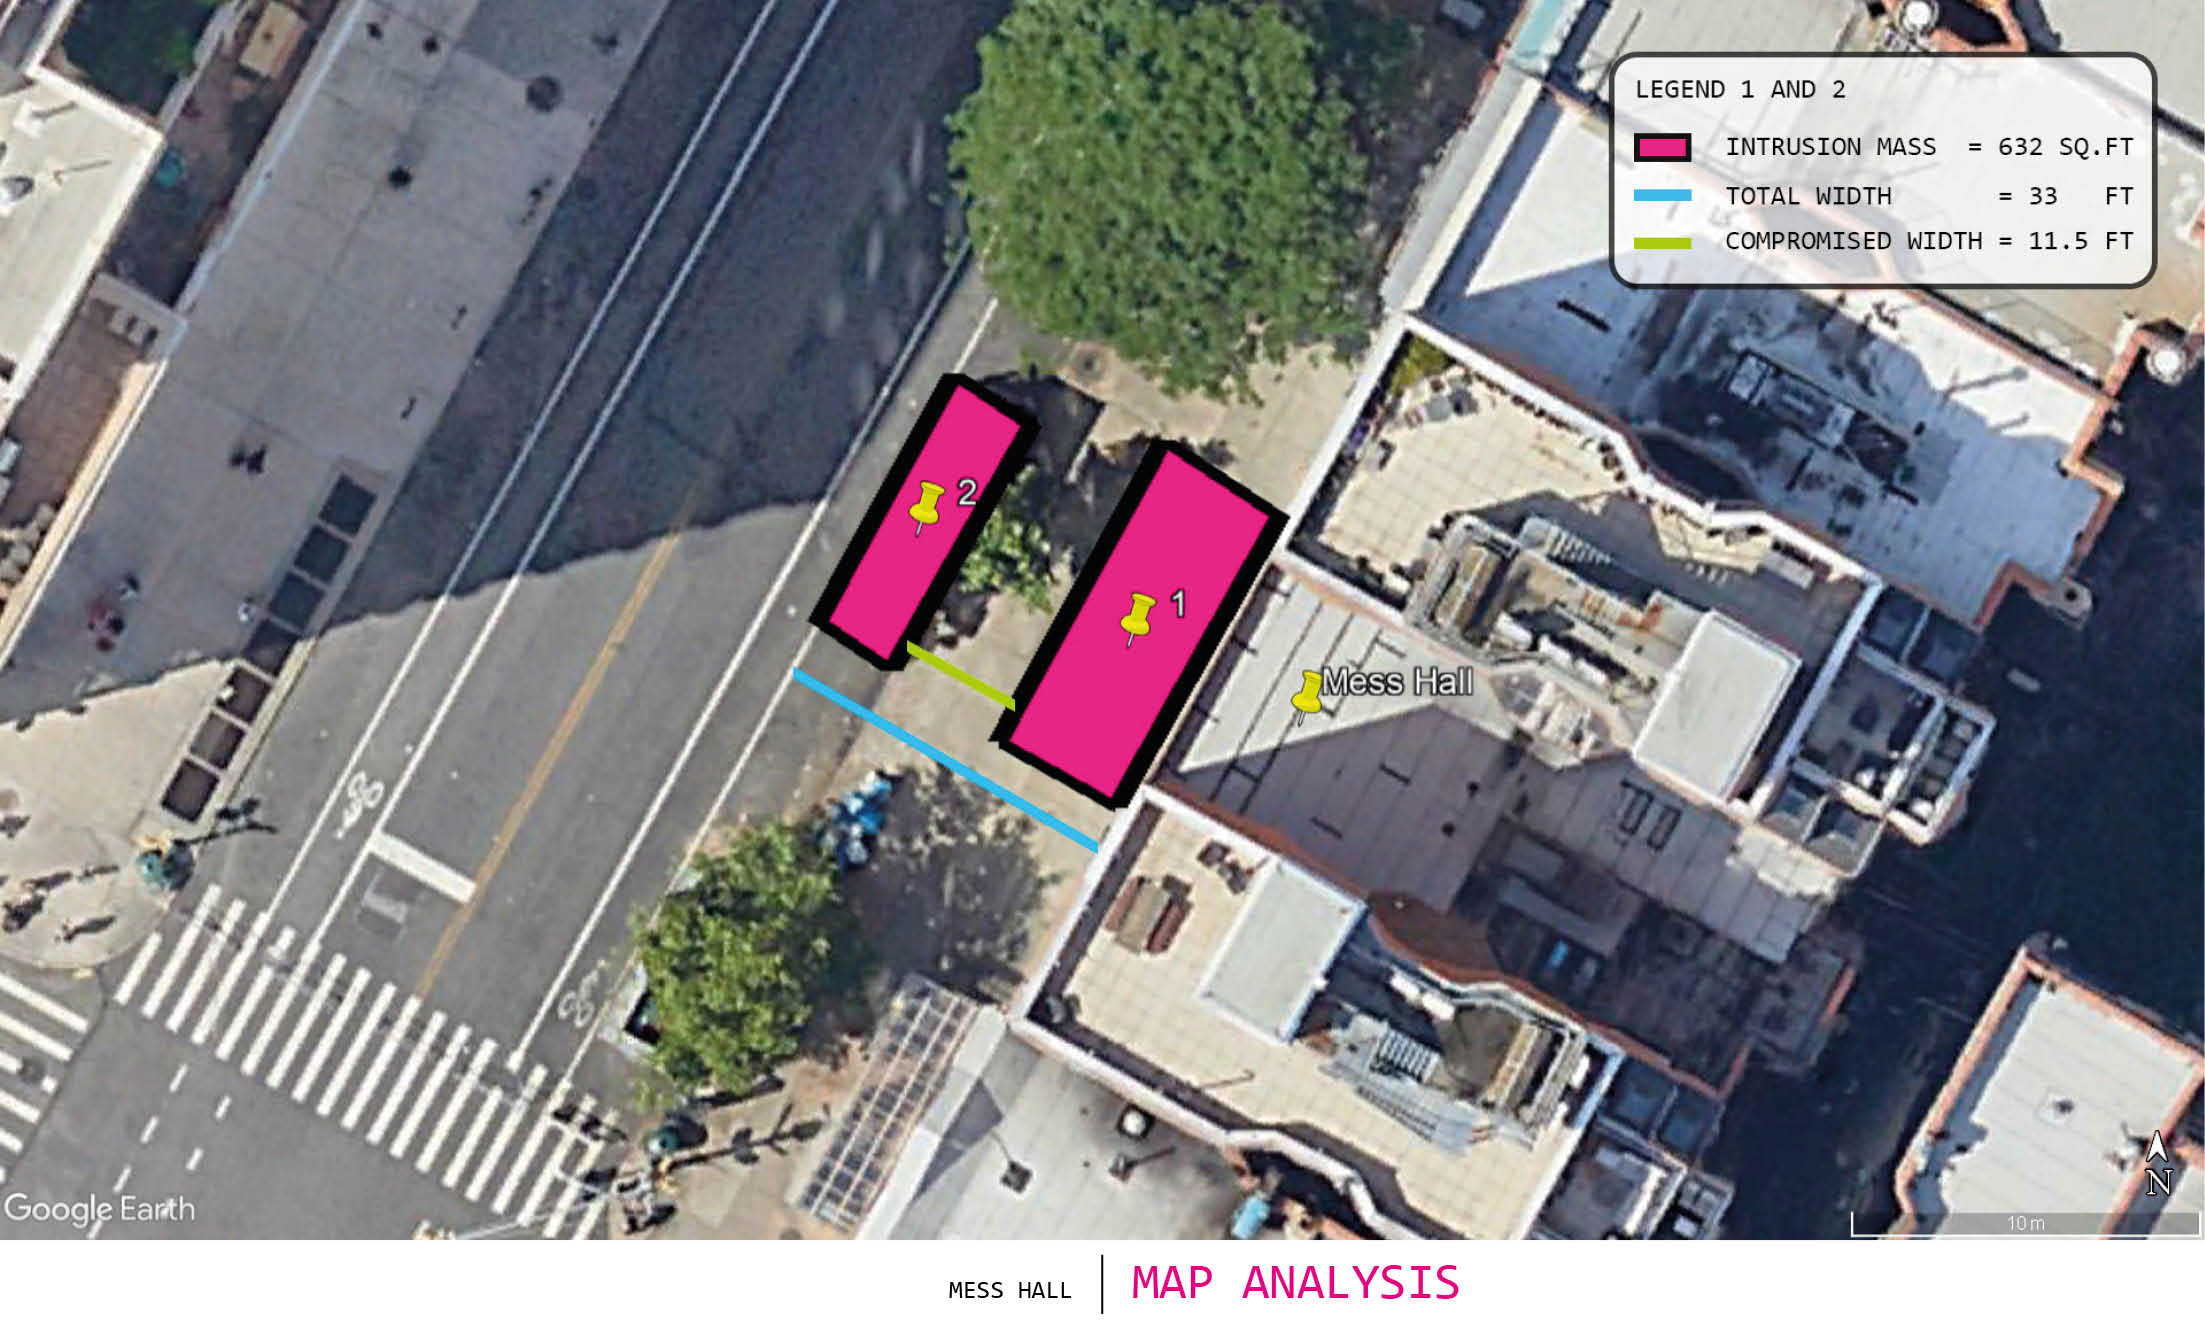 LEGEND 1 AND 2
INTRUSION MASS = 632 SQ.FT
TOTAL WIDTH = 33 FT
COMPROMISED WIDTH = 11.5 FT
2
1
Mess Hall
N
Google Earth
10 m
MESS HALL | MAP ANALYSIS